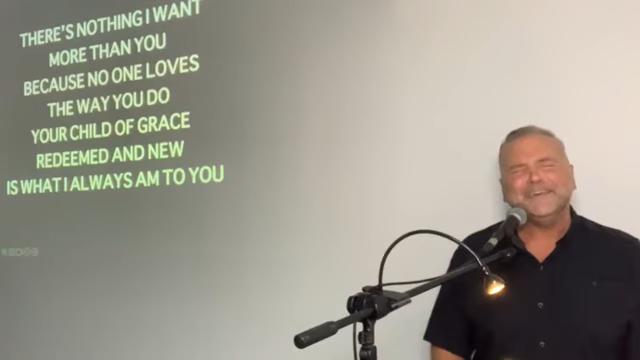 THERE'S NOTHING I WANT
MORE THAN YOU
BECAUSE NO ONE LOVES
THE WAY YOU DO
YOUR CHILD OF GRACE
REDEEMED AND NEW
IS WHAT I ALWAYS AM TO YOU